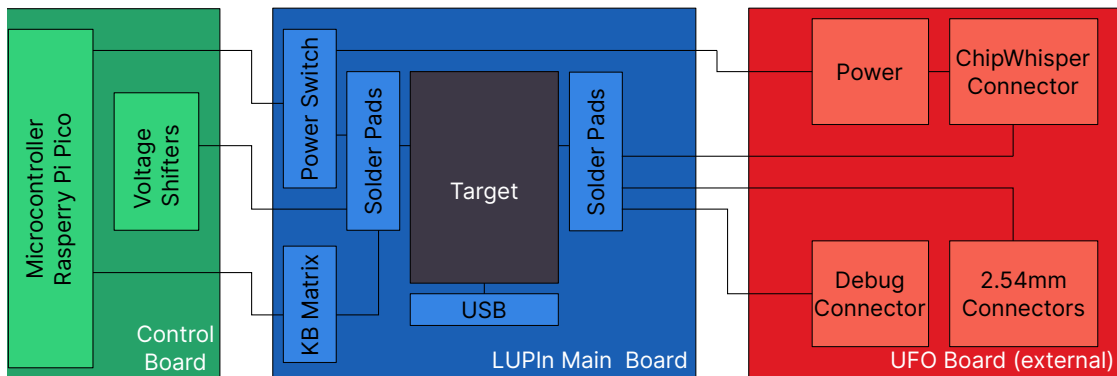 Microcontroller
Rasperry Pi Pico
Voltage
Shifters
Control
Board
Power Switch
Solder Pads
KB Matrix
Target
USB
Solder Pads
LUPIn Main Board
Power
ChipWhisper
Connector
Debug
Connector
2.54mm
Connectors
UFO Board (external)